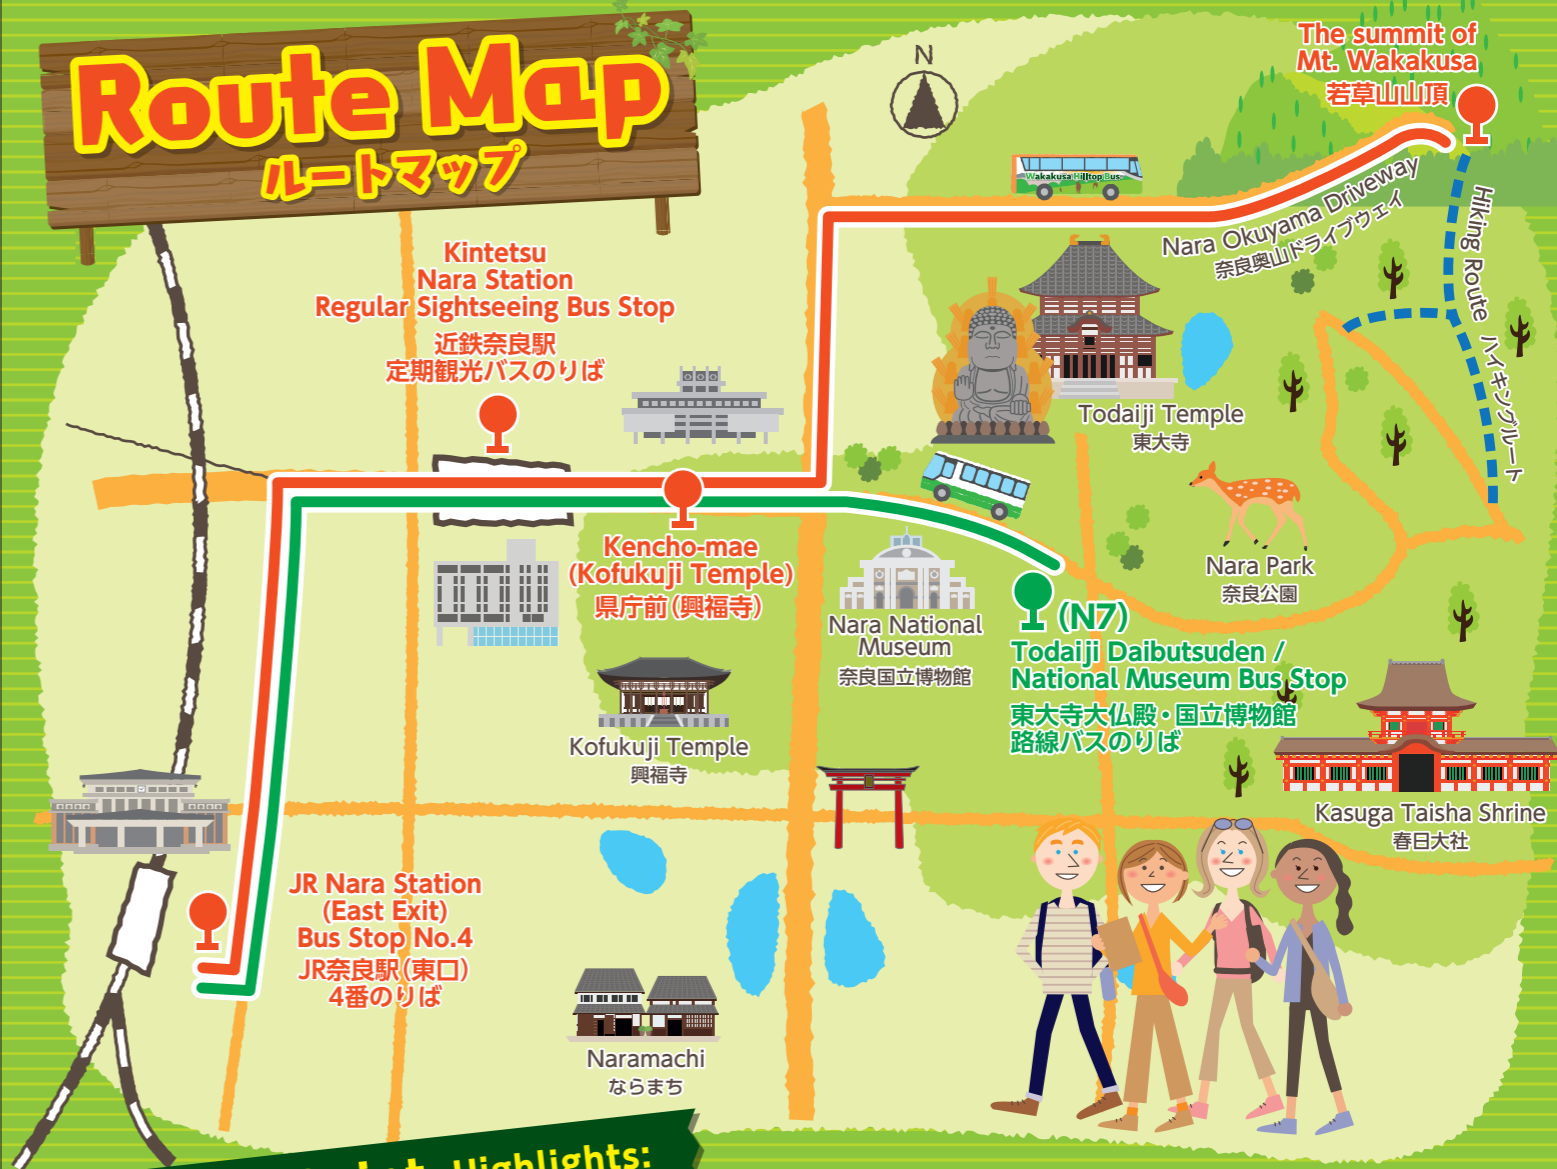 Route Map
ルートマップ
N
The summit of
Mt. Wakakusa
若草山山頂
Wakakusa Hilltop Bus
Nara Okuyama Driveway
奈良奥山ドライブウェイ
Hiking Route ハイキングルート
Kintetsu
Nara Station
Regular Sightseeing Bus Stop
近鉄奈良駅
定期観光バスのりば
Todaiji Temple
東大寺
Nara Park
奈良公園
Kencho-mae
(Kofukuji Temple)
県庁前(興福寺)
Nara National
Museum
奈良国立博物館
(N7)
Todaiji Daibutsuden /
National Museum Bus Stop
東大寺大仏殿・国立博物館
路線バスのりば
Kofukuji Temple
興福寺
Kasuga Taisha Shrine
春日大社
JR Nara Station
(East Exit)
Bus Stop No.4
JR奈良駅(東口)
4番のりば
Naramachi
ならまち
Highlights: